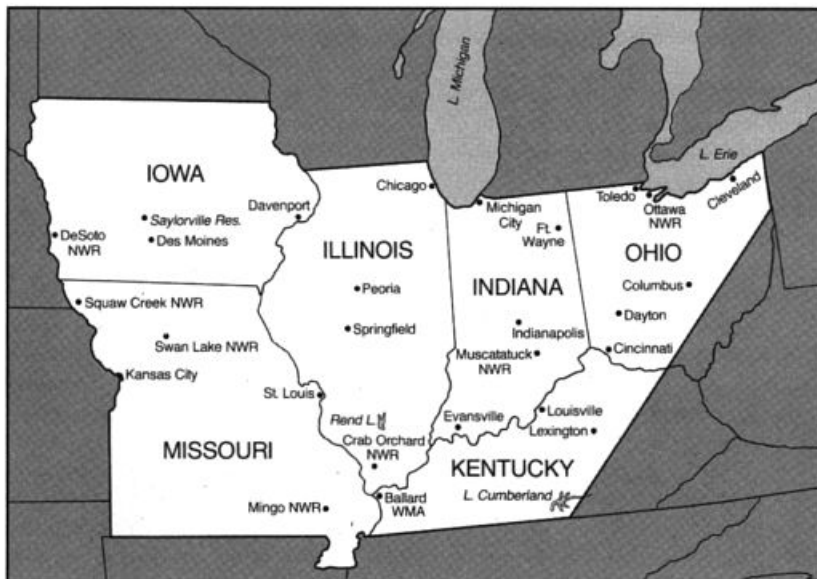 L. Michigan
L. Erie
IOWA
Chicago
Toledo
Cleveland
Ottawa
NWR
Michigan
City
Davenport
Saylorville Res.
Ft.
Wayne
DeSoto
NWR
Des Moines
ILLINOIS
OHIO
INDIANA
Columbus
Peoria
Squaw Creek NWR
Dayton
Springfield
Indianapolis
Swan Lake NWR
Cincinnati
Muscatatuck
NWR
Kansas City
St. Louis
Louisville
Rend L.
Evansville
Lexington
Crab Orchard
NWR
MISSOURI
KENTUCKY
L. Cumberland
Ballard
WMA
Mingo NWR